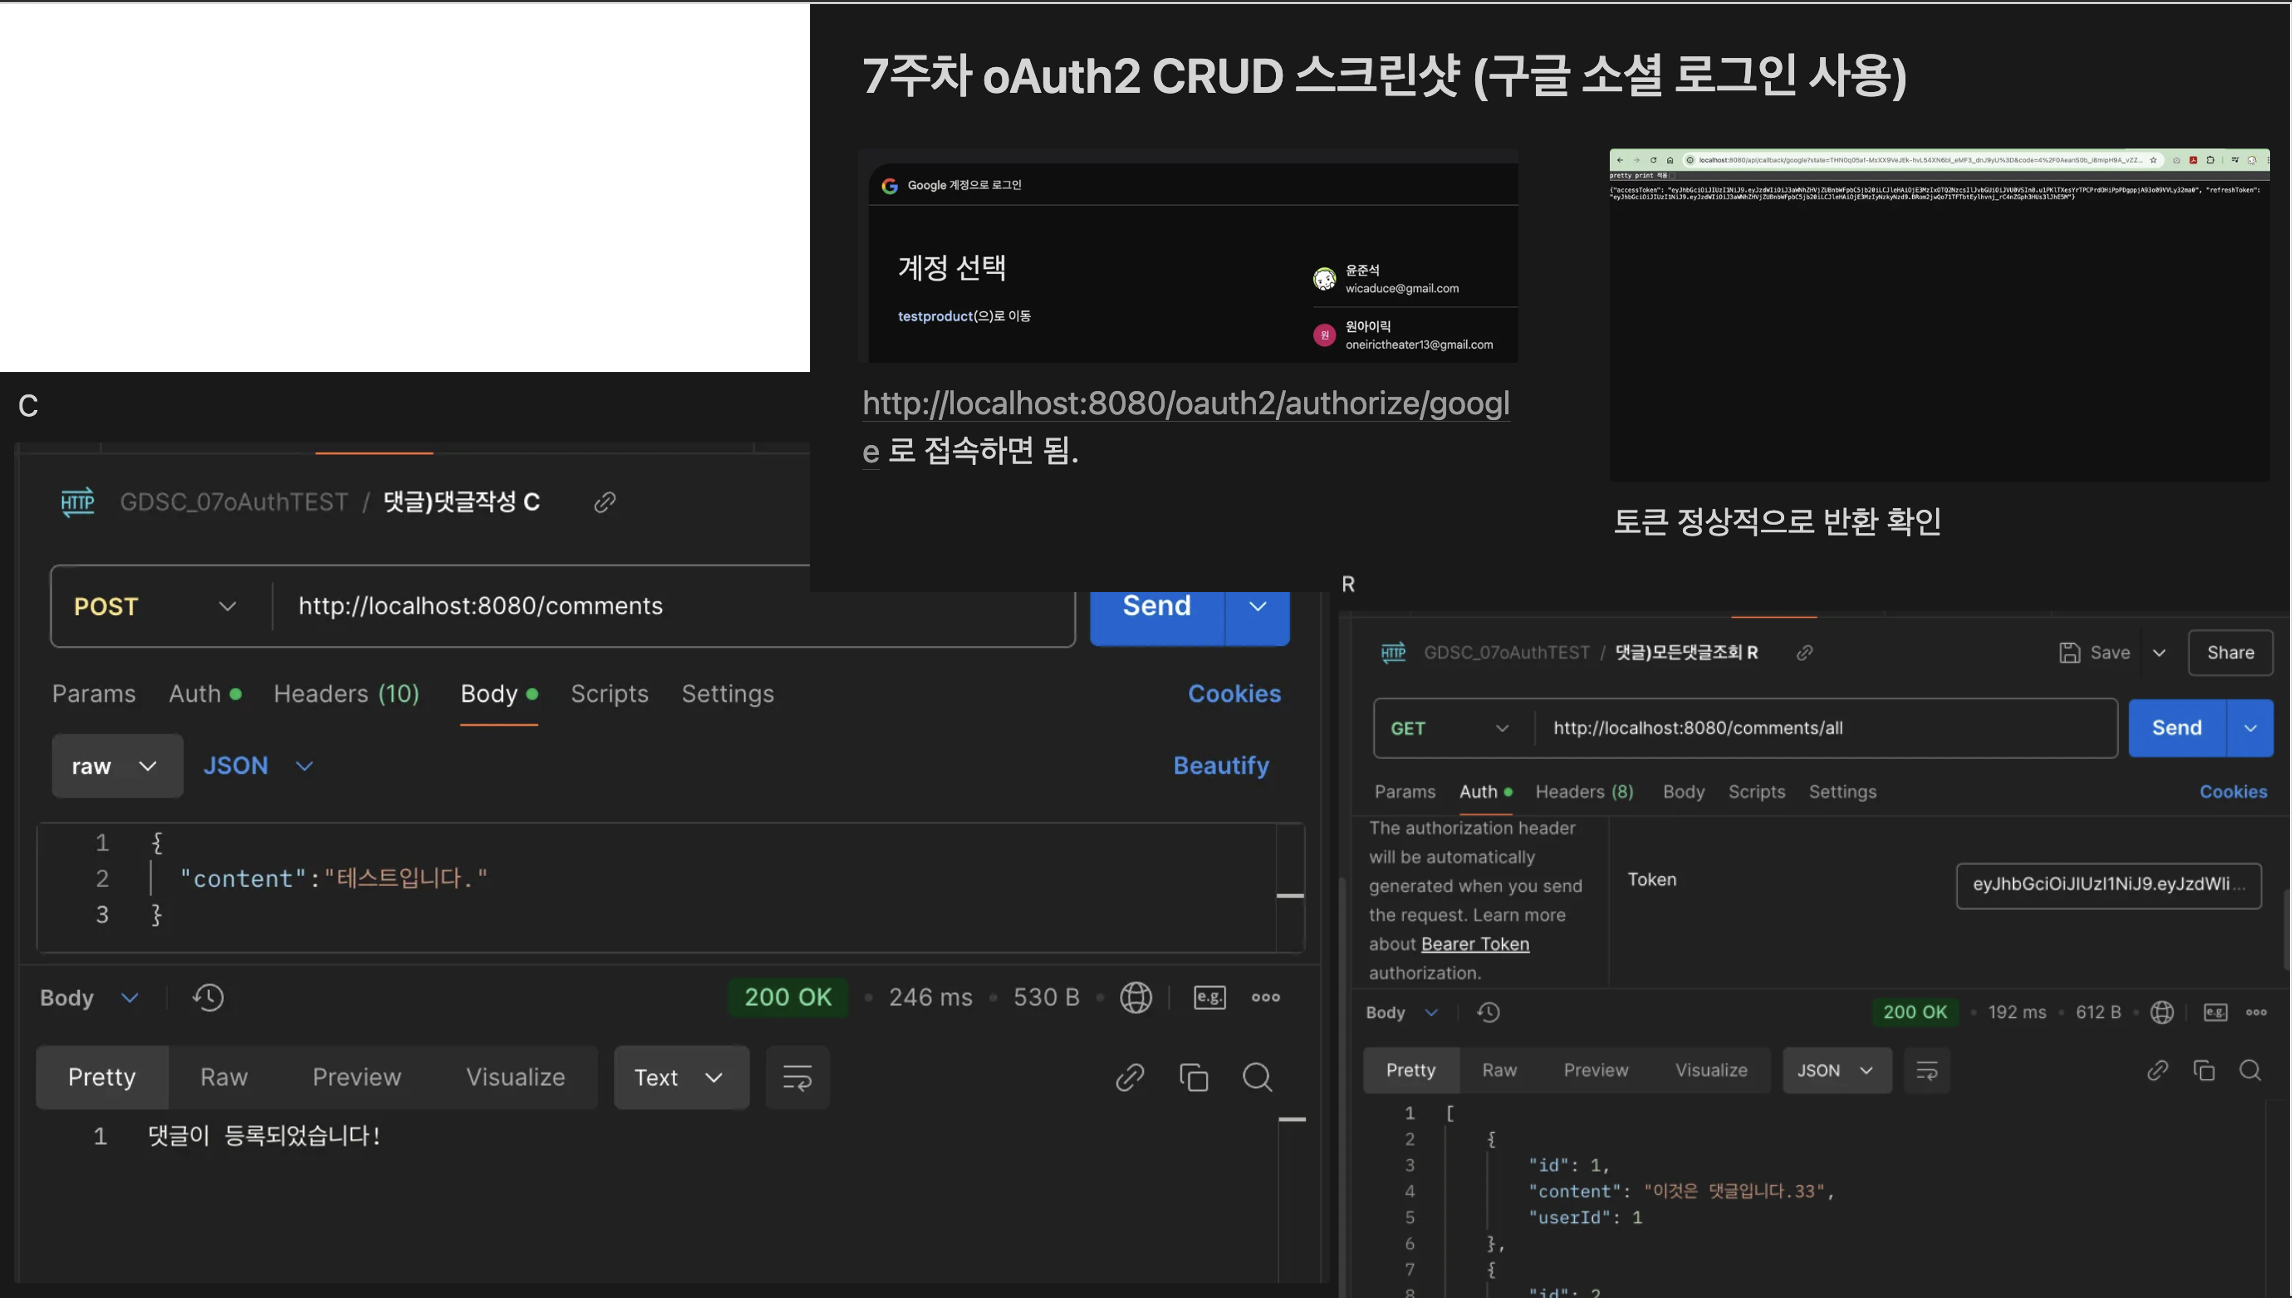 7주차 oAuth2 CRUD 스크린샷 (구글 소셜 로그인 사용)
Google 계정으로 로그인
계정 선택
testproduct(으)로 이동
윤준석
wicaduce@gmail.com
원
원아이릭
oneirictheater13@gmail.com
http://localhost:8080/oauth2/authorize/googl
e 로 접속하면 됨.
pretty print 적용
토큰 정상적으로 반환 확인
C
HTTP GDSC_07oAuthTEST / 댓글)댓글작성 C
POST http://localhost:8080/comments Send
Params Auth Headers (10) Body Scripts Settings Cookies
raw JSON Beautify
1 {
2 "content":"테스트입니다."
3 }
Body 200 OK 246 ms 530 B e.g.
Pretty Raw Preview Visualize Text
1 댓글이 등록되었습니다!
R
HTTP GDSC_07oAuthTEST / 댓글)모든댓글조회 R Save Share
GET http://localhost:8080/comments/all Send
Params Auth Headers (8) Body Scripts Settings Cookies
The authorization header
will be automatically
generated when you send
the request. Learn more
about Bearer Token
authorization.
Token eyJhbGciOiJIUzI1NiJ9.eyJzdWIi...
Body 200 OK 192 ms 612 B e.g.
Pretty Raw Preview Visualize JSON
1 [
2 {
3 "id": 1,
4 "content": "이것은 댓글입니다.33",
5 "userId": 1
6 },
7 {
8 "id": 2